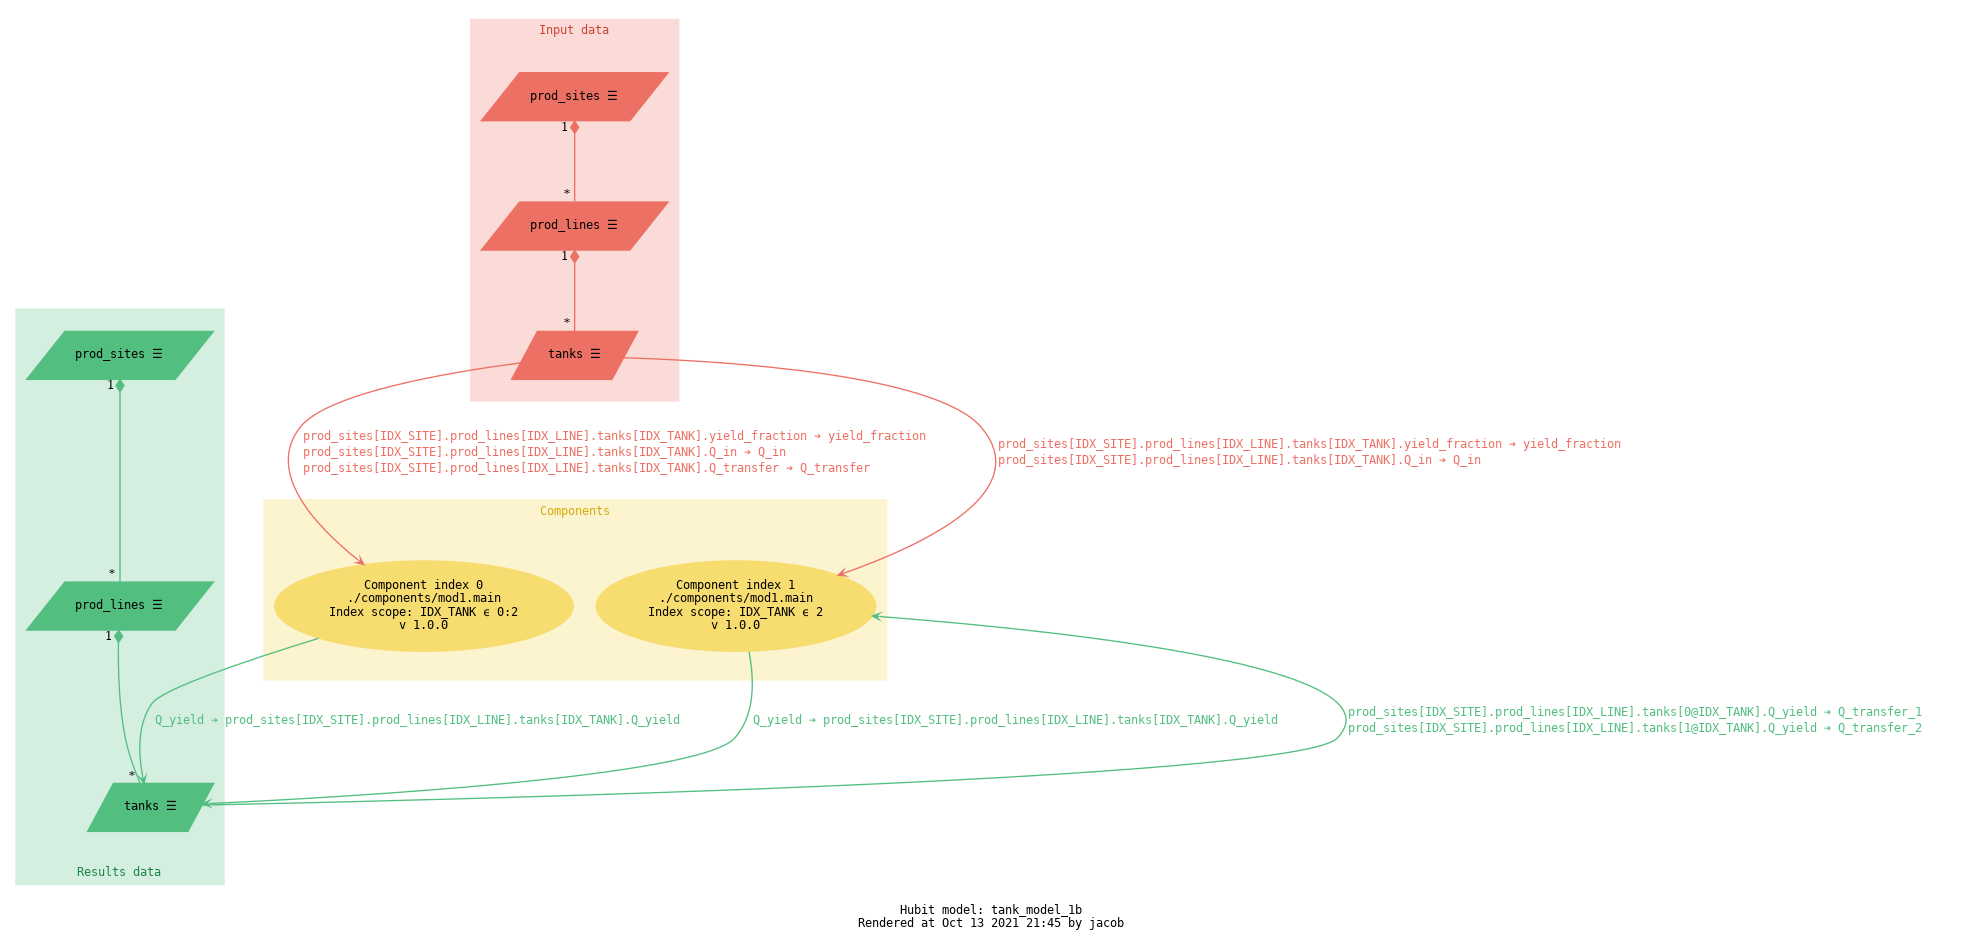 Input data
prod_sites ☰
1
*
prod_lines ☰
1
*
tanks ☰
prod_sites[IDX_SITE].prod_lines[IDX_LINE].tanks[IDX_TANK].yield_fraction ➔ yield_fraction
prod_sites[IDX_SITE].prod_lines[IDX_LINE].tanks[IDX_TANK].Q_in ➔ Q_in
prod_sites[IDX_SITE].prod_lines[IDX_LINE].tanks[IDX_TANK].Q_transfer ➔ Q_transfer
prod_sites[IDX_SITE].prod_lines[IDX_LINE].tanks[IDX_TANK].yield_fraction ➔ yield_fraction
prod_sites[IDX_SITE].prod_lines[IDX_LINE].tanks[IDX_TANK].Q_in ➔ Q_in
Components
Component index 0
./components/mod1.main
Index scope: IDX_TANK ϵ 0:2
v 1.0.0
Component index 1
./components/mod1.main
Index scope: IDX_TANK ϵ 2
v 1.0.0
prod_sites ☰
1
*
prod_lines ☰
1
*
tanks ☰
Results data
Q_yield ➔ prod_sites[IDX_SITE].prod_lines[IDX_LINE].tanks[IDX_TANK].Q_yield
Q_yield ➔ prod_sites[IDX_SITE].prod_lines[IDX_LINE].tanks[IDX_TANK].Q_yield
prod_sites[IDX_SITE].prod_lines[IDX_LINE].tanks[0@IDX_TANK].Q_yield ➔ Q_transfer_1
prod_sites[IDX_SITE].prod_lines[IDX_LINE].tanks[1@IDX_TANK].Q_yield ➔ Q_transfer_2
Hubit model: tank_model_1b
Rendered at Oct 13 2021 21:45 by jacob